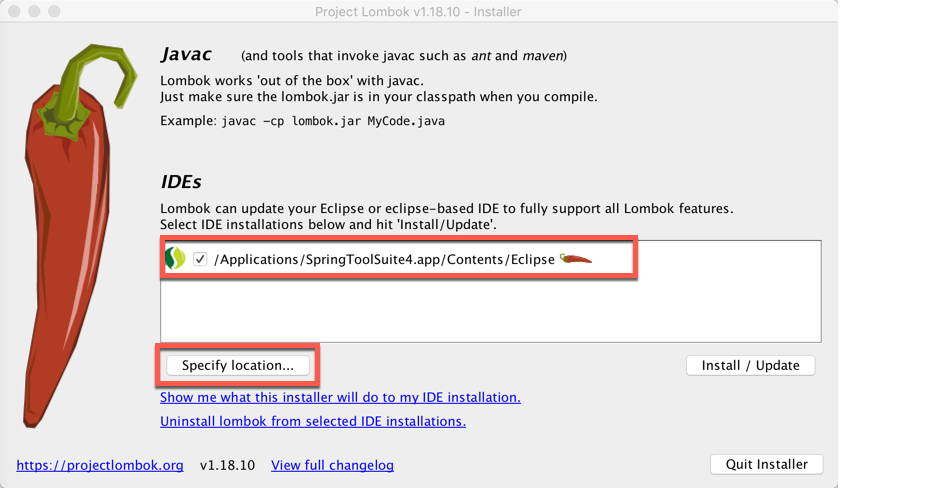 Project Lombok v1.18.10 - Installer
Javac (and tools that invoke javac such as ant and maven)
Lombok works 'out of the box' with javac.
Just make sure the lombok.jar is in your classpath when you compile.
Example: javac -cp lombok.jar MyCode.java
IDEs
Lombok can update your Eclipse or eclipse-based IDE to fully support all Lombok features.
Select IDE installations below and hit 'Install/Update'.
/Applications/SpringToolSuite4.app/Contents/Eclipse
Specify location... Install / Update
Show me what this installer will do to my IDE installation.
Uninstall lombok from selected IDE installations.
https://projectlombok.org v1.18.10 View full changelog Quit Installer